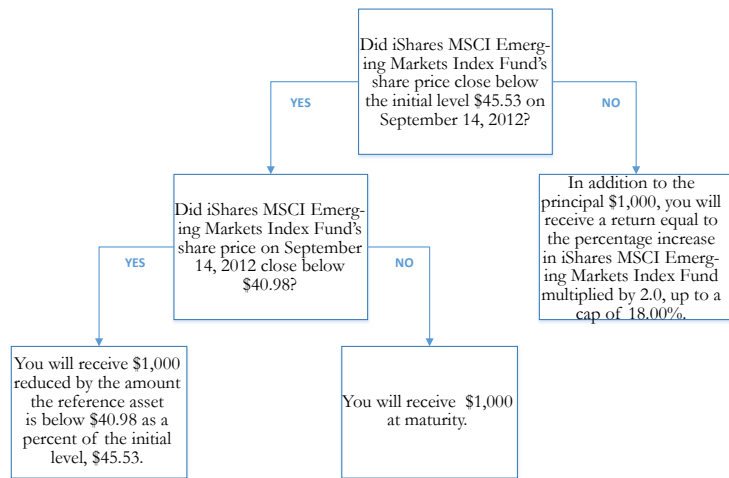 Did iShares MSCI Emerg-
ing Markets Index Fund's
share price close below
the initial level $45.53 on
September 14, 2012?
YES
NO
Did iShares MSCI Emerg-
ing Markets Index Fund's
share price on September
14, 2012 close below
$40.98?
In addition to the
principal $1,000, you will
receive a return equal to
the percentage increase
in iShares MSCI Emerg-
ing Markets Index Fund
multiplied by 2.0, up to a
cap of 18.00%.
YES
NO
You will receive $1,000
reduced by the amount
the reference asset
is below $40.98 as a
percent of the initial
level, $45.53.
You will receive $1,000
at maturity.